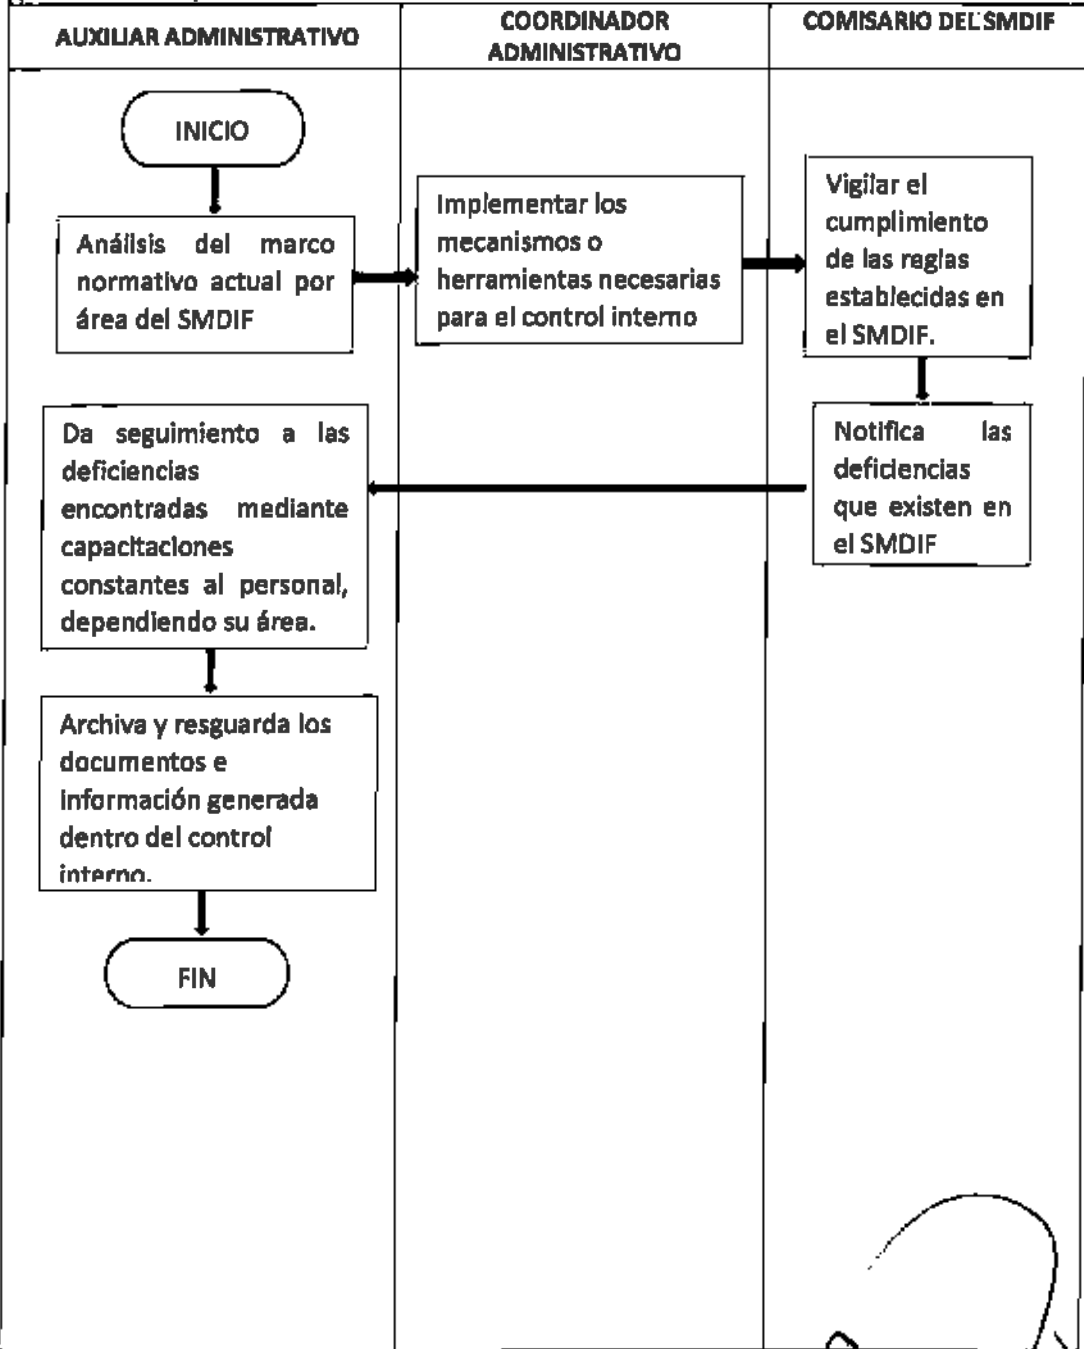 AUXILIAR ADMINISTRATIVO
COORDINADOR
ADMINISTRATIVO
COMISARIO DEL SMDIF
INICIO
Análisis del marco
normativo actual por
área del SMDIF
Implementar los
mecanismos o
herramientas necesarias
para el control interno
Vigilar el
cumplimiento
de las reglas
establecidas en
el SMDIF.
Notifica las
deficiencias
que existen en
el SMDIF
Da seguimiento a las
deficiencias
encontradas mediante
capacitaciones
constantes al personal,
dependiendo su área.
Archiva y resguarda los
documentos e
información generada
dentro del control
interno.
FIN